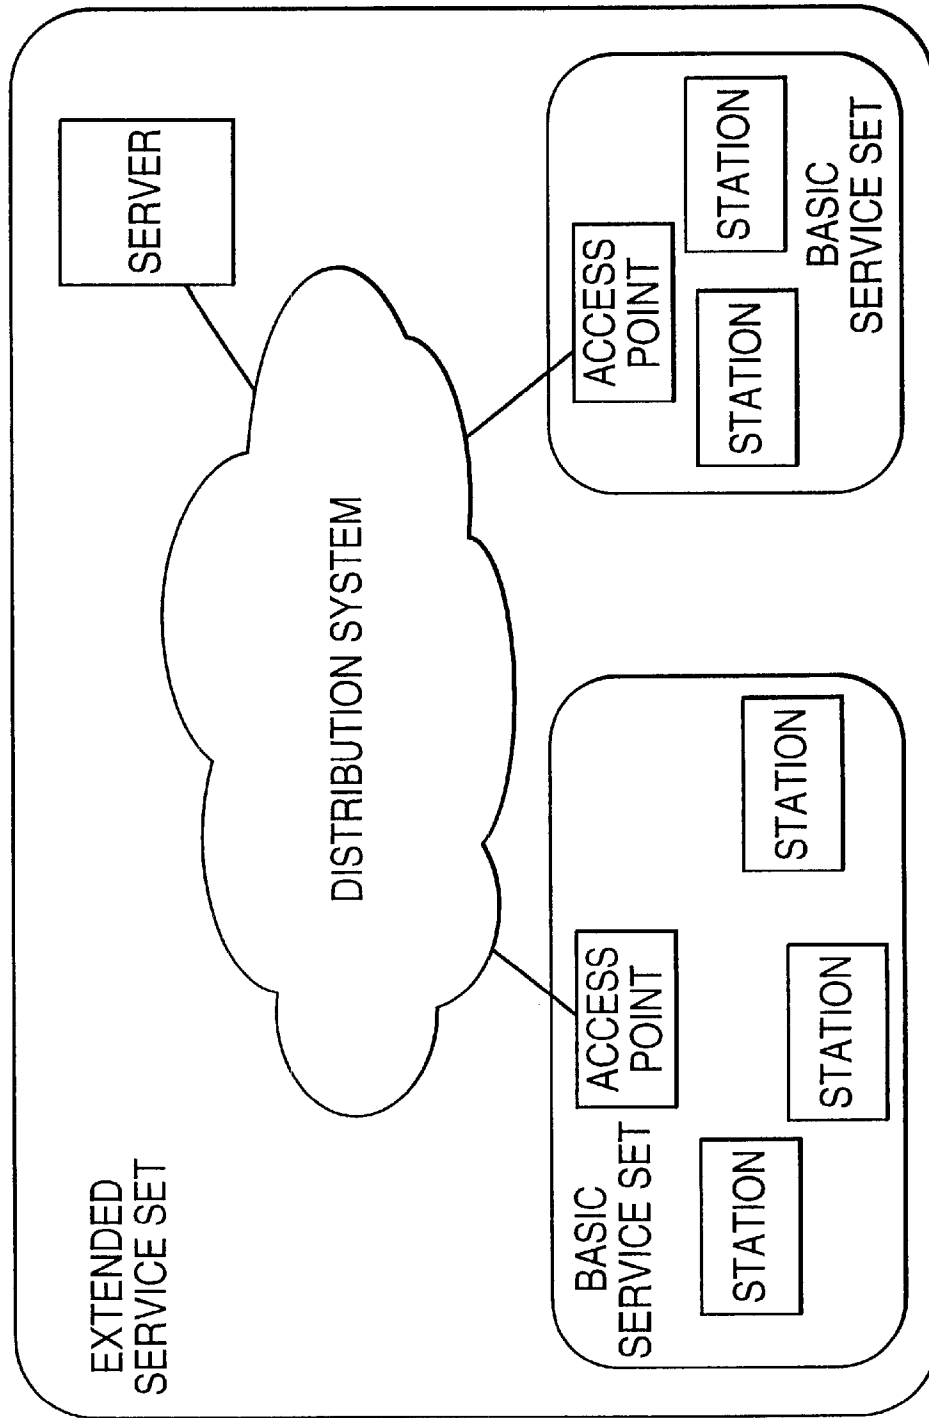 EXTENDED
SERVICE SET
SERVER
DISTRIBUTION SYSTEM
BASIC
SERVICE SET
ACCESS
POINT
STATION
STATION
STATION
ACCESS
POINT
STATION
STATION
BASIC
SERVICE SET